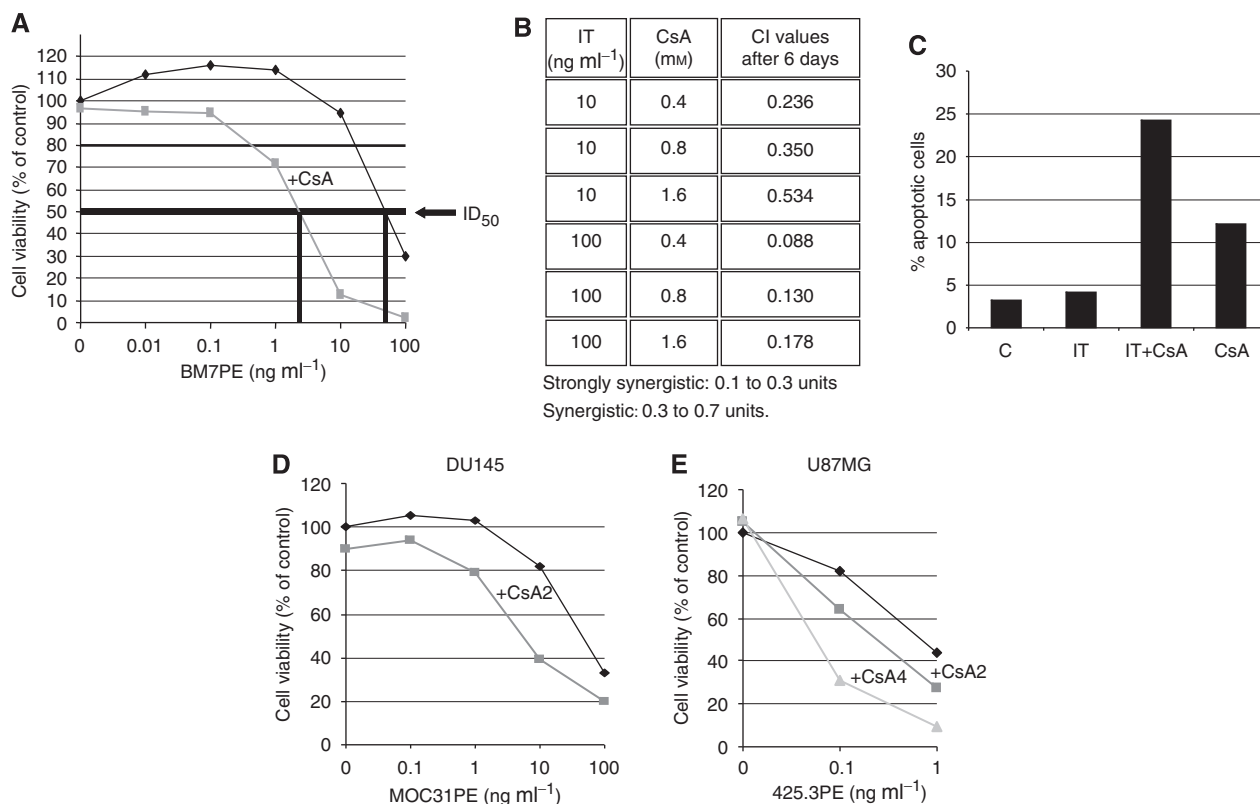 A
120
110
100
90
80
70
60
50
40
30
20
10
0
Cell viability (% of control)
+CsA
ID50
0 0.01 0.1 1 10 100
BM7PE (ng ml−1)
B
IT (ng ml−1) CsA (mM) CI values after 6 days
10 0.4 0.236
10 0.8 0.350
10 1.6 0.534
100 0.4 0.088
100 0.8 0.130
100 1.6 0.178
Strongly synergistic: 0.1 to 0.3 units
Synergistic: 0.3 to 0.7 units.
C
30
25
20
15
10
5
0
% apoptotic cells
C IT IT+CsA CsA
D
DU145
120
100
80
60
40
20
0
Cell viability (% of control)
+CsA2
0 0.1 1 10 100
MOC31PE (ng ml−1)
E
U87MG
120
100
80
60
40
20
0
Cell viability (% of control)
+CsA4
+CsA2
0 0.1 1
425.3PE (ng ml−1)